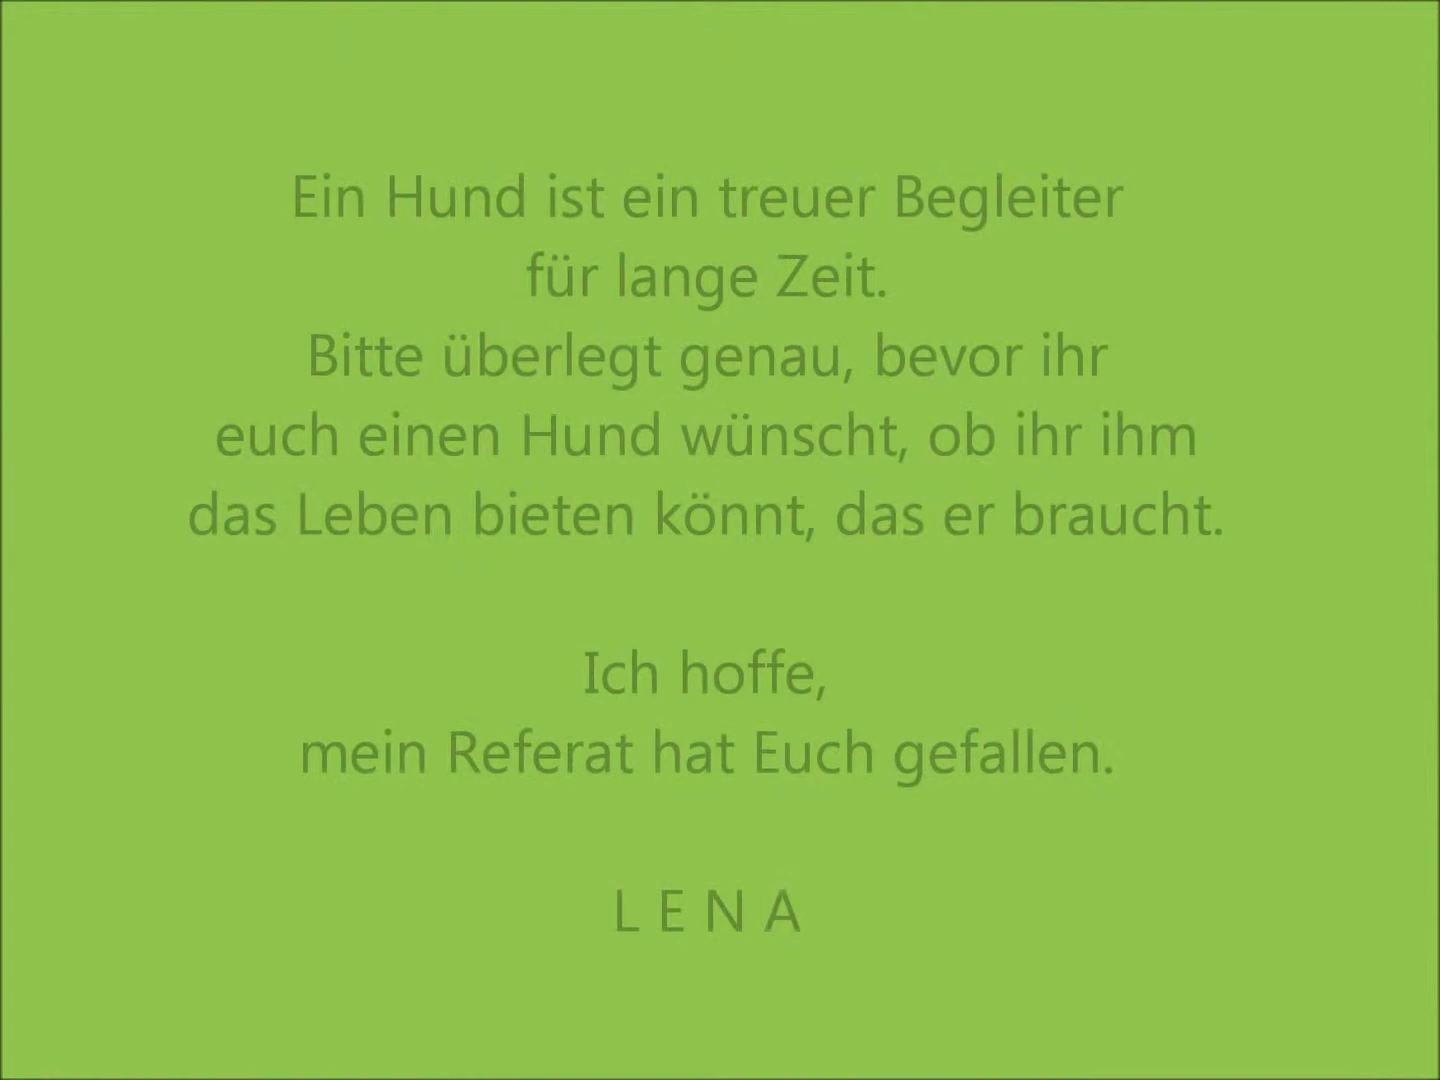 Ein Hund ist ein treuer Begleiter
für lange Zeit.
Bitte überlegt genau, bevor ihr
euch einen Hund wünscht, ob ihr ihm
das Leben bieten könnt, das er braucht.
Ich hoffe,
mein Referat hat Euch gefallen.
L E N A